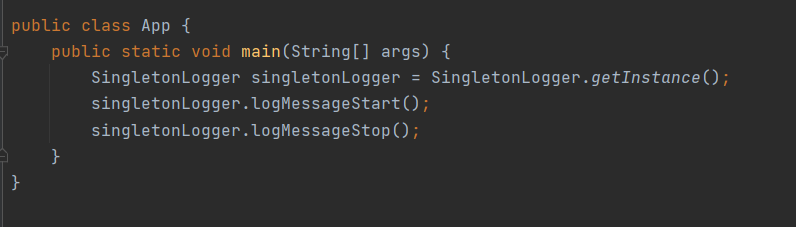 public class App {
    public static void main(String[] args) {
        SingletonLogger singletonLogger = SingletonLogger.getInstance();
        singletonLogger.logMessageStart();
        singletonLogger.logMessageStop();
    }
}